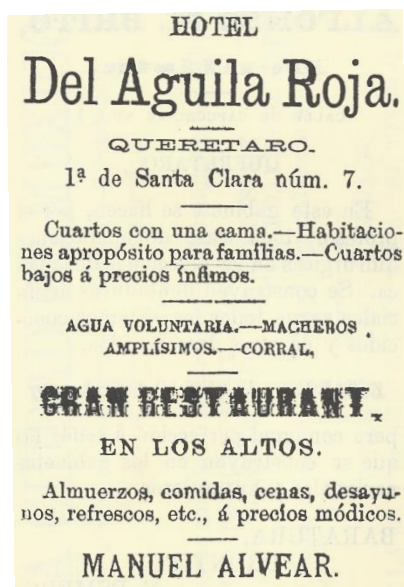 HOTEL
Del Aguila Roja.
QUERETARO.
1ª de Santa Clara núm. 7.
Cuartos con una cama.—Habitacio-
nes apropósito para famílias.—Cuartos
bajos á precios ínfimos.
AGUA VOLUNTARIA.—MACHEROS
AMPLÍSIMOS.—CORRAL,
GRAN RESTAURANT.
EN LOS ALTOS.
Almuerzos, comidas, cenas, desayu-
nos, refrescos, etc., á precios módicos.
MANUEL ALVEAR.